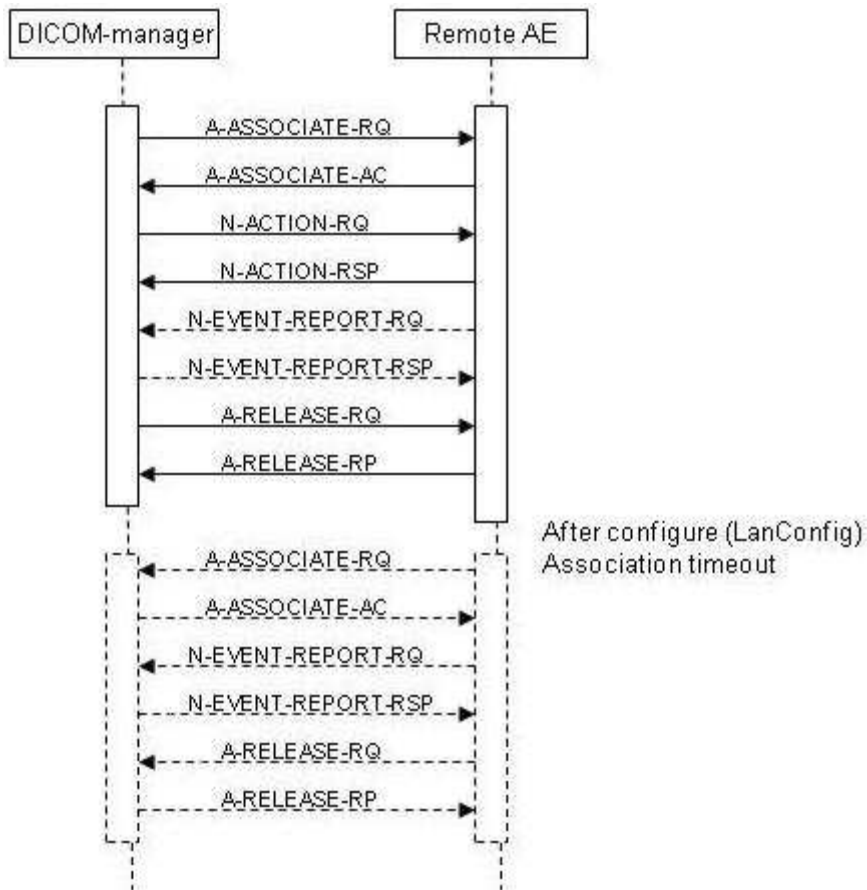 DICOM-manager
Remote AE
A-ASSOCIATE-RQ
A-ASSOCIATE-AC
N-ACTION-RQ
N-ACTION-RSP
N-EVENT-REPORT-RQ
N-EVENT-REPORT-RSP
A-RELEASE-RQ
A-RELEASE-RP
After configure (LanConfig)
Association timeout
A-ASSOCIATE-RQ
A-ASSOCIATE-AC
N-EVENT-REPORT-RQ
N-EVENT-REPORT-RSP
A-RELEASE-RQ
A-RELEASE-RP